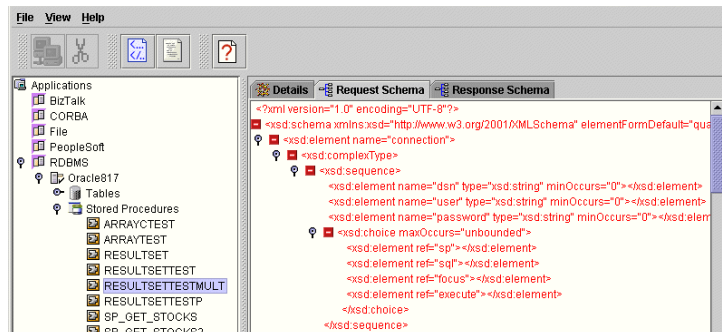 File View Help
Applications
BizTalk
CORBA
File
PeopleSoft
RDBMS
Oracle817
Tables
Stored Procedures
ARRAYCTEST
ARRAYTEST
RESULTSET
RESULTSETTEST
RESULTSETTESTMULT
RESULTSETTESTP
SP_GET_STOCKS
SP_GET_STOCKS2
Details Request Schema Response Schema
<?xml version="1.0" encoding="UTF-8"?>
<xsd:schema xmlns:xsd="http://www.w3.org/2001/XMLSchema" elementFormDefault="qua
<xsd:element name="connection">
<xsd:complexType>
<xsd:sequence>
<xsd:element name="dsn" type="xsd:string" minOccurs="0"></xsd:element>
<xsd:element name="user" type="xsd:string" minOccurs="0"></xsd:element>
<xsd:element name="password" type="xsd:string" minOccurs="0"></xsd:elem
<xsd:choice maxOccurs="unbounded">
<xsd:element ref="sp"></xsd:element>
<xsd:element ref="sql"></xsd:element>
<xsd:element ref="focus"></xsd:element>
<xsd:element ref="execute"></xsd:element>
</xsd:choice>
</xsd:sequence>